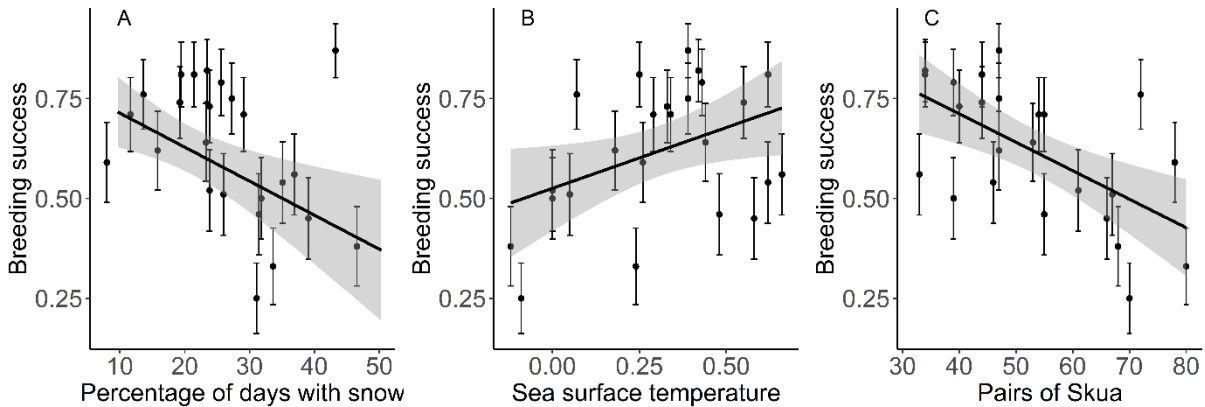 A
Breeding success
0.75
0.50
0.25
10 20 30 40 50
Percentage of days with snow
B
Breeding success
0.75
0.50
0.25
0.00 0.25 0.50
Sea surface temperature
C
Breeding success
0.75
0.50
0.25
30 40 50 60 70 80
Pairs of Skua